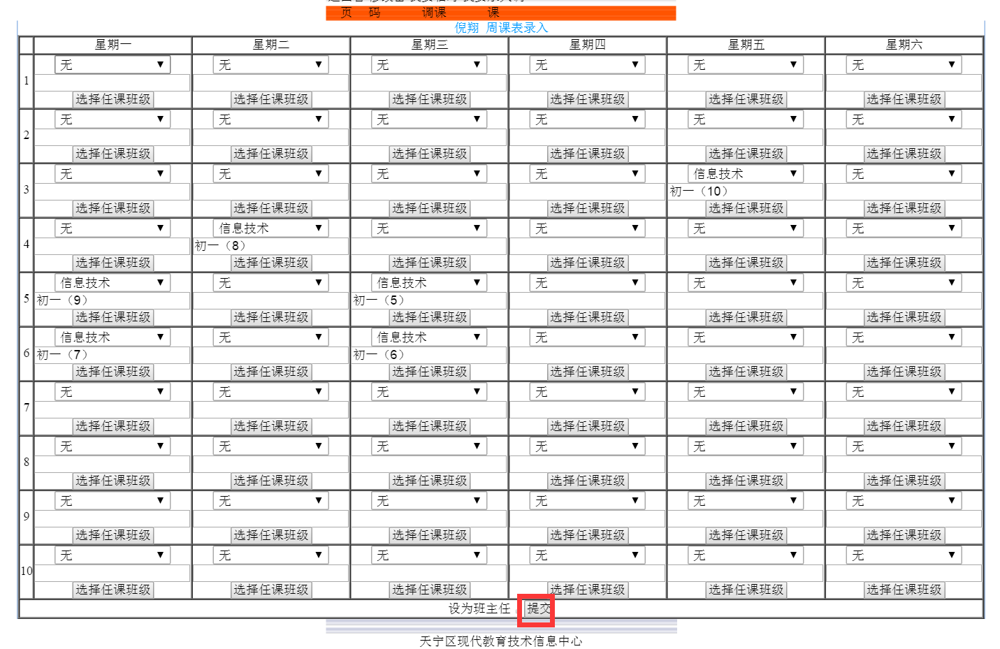 页 码 调课 课
倪翔 周课表录入
星期一 星期二 星期三 星期四 星期五 星期六
无 无 无 无 无 无
1
选择任课班级 选择任课班级 选择任课班级 选择任课班级 选择任课班级 选择任课班级
无 无 无 无 无 无
2
选择任课班级 选择任课班级 选择任课班级 选择任课班级 选择任课班级 选择任课班级
无 无 无 无 信息技术 无
3 初一（10）
选择任课班级 选择任课班级 选择任课班级 选择任课班级 选择任课班级 选择任课班级
无 信息技术 无 无 无 无
4 初一（8）
选择任课班级 选择任课班级 选择任课班级 选择任课班级 选择任课班级 选择任课班级
信息技术 无 信息技术 无 无 无
5 初一（9） 初一（5）
选择任课班级 选择任课班级 选择任课班级 选择任课班级 选择任课班级 选择任课班级
信息技术 无 信息技术 无 无 无
6 初一（7） 初一（6）
选择任课班级 选择任课班级 选择任课班级 选择任课班级 选择任课班级 选择任课班级
无 无 无 无 无 无
7
选择任课班级 选择任课班级 选择任课班级 选择任课班级 选择任课班级 选择任课班级
无 无 无 无 无 无
8
选择任课班级 选择任课班级 选择任课班级 选择任课班级 选择任课班级 选择任课班级
无 无 无 无 无 无
9
选择任课班级 选择任课班级 选择任课班级 选择任课班级 选择任课班级 选择任课班级
无 无 无 无 无 无
10
选择任课班级 选择任课班级 选择任课班级 选择任课班级 选择任课班级 选择任课班级
设为班主任 提交
天宁区现代教育技术信息中心